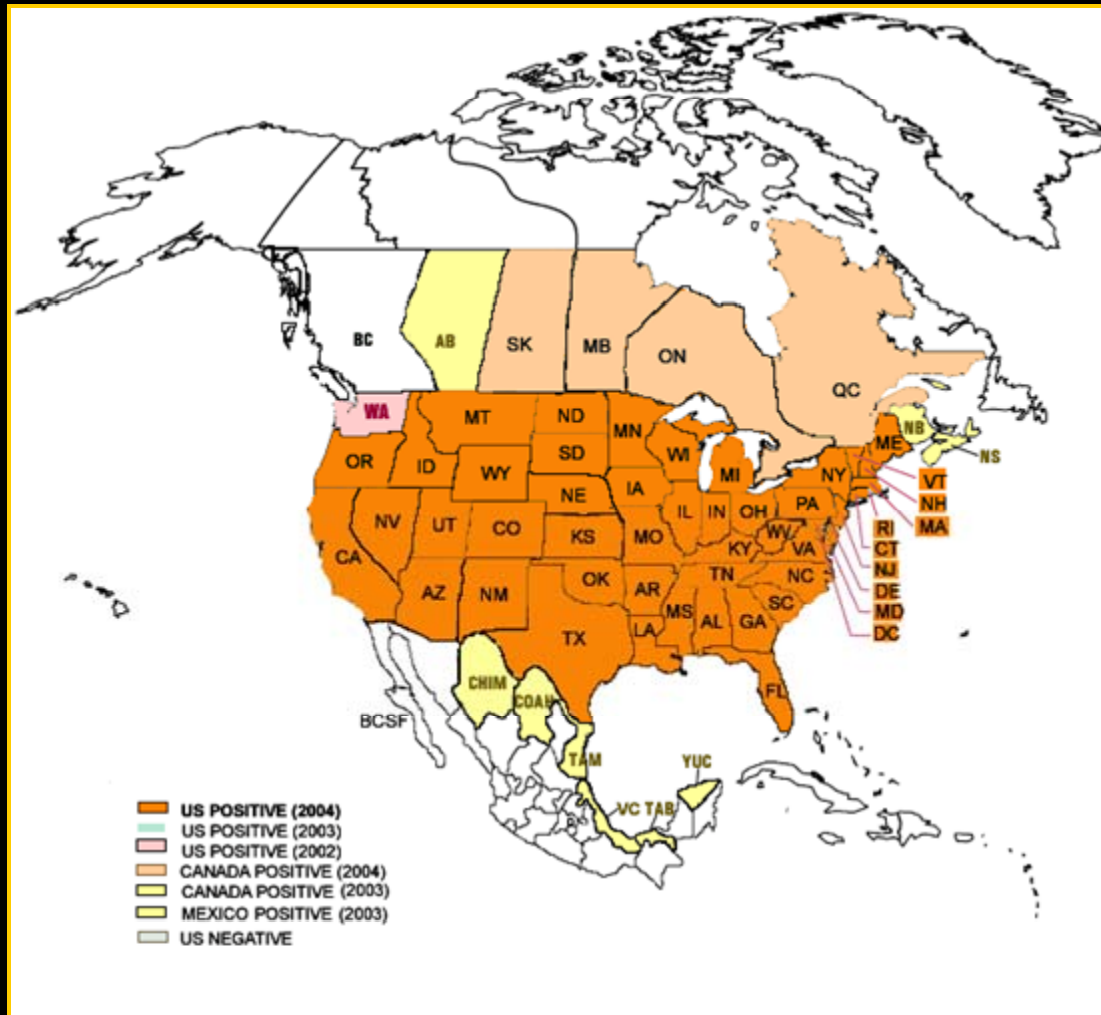 BC
AB
SK
MB
ON
QC
NB
NS
WA
MT
ND
MN
OR
ID
WY
SD
WI
MI
NY
ME
VT
NH
MA
RI
CT
NJ
DE
MD
DC
NE
IA
IL
IN
OH
PA
NV
UT
CO
KS
MO
KY
WV
VA
CA
AZ
NM
OK
AR
TN
NC
SC
TX
LA
MS
AL
GA
FL
CHIM
COAH
BCSF
TAM
YUC
VC TAB
US POSITIVE (2004)
US POSITIVE (2003)
US POSITIVE (2002)
CANADA POSITIVE (2004)
CANADA POSITIVE (2003)
MEXICO POSITIVE (2003)
US NEGATIVE